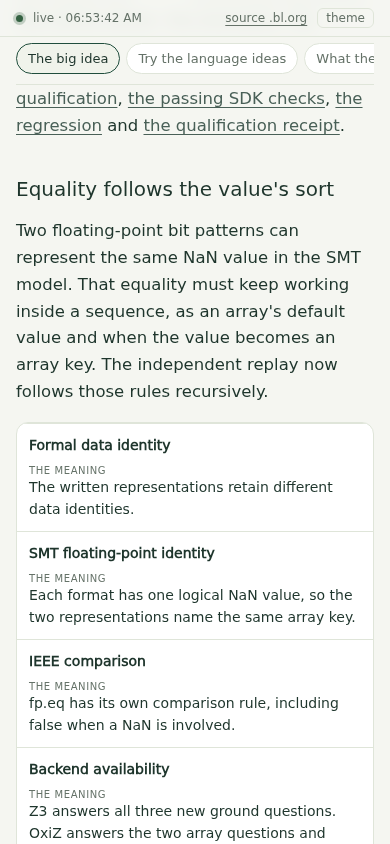 live · 06:53:42 AM
source .bl.org
theme
The big idea
Try the language ideas
What the
qualification, the passing SDK checks, the
regression and the qualification receipt.
Equality follows the value's sort
Two floating-point bit patterns can
represent the same NaN value in the SMT
model. That equality must keep working
inside a sequence, as an array's default
value and when the value becomes an
array key. The independent replay now
follows those rules recursively.
Formal data identity
THE MEANING
The written representations retain different
data identities.
SMT floating-point identity
THE MEANING
Each format has one logical NaN value, so the
two representations name the same array key.
IEEE comparison
THE MEANING
fp.eq has its own comparison rule, including
false when a NaN is involved.
Backend availability
THE MEANING
Z3 answers all three new ground questions.
OxiZ answers the two array questions and